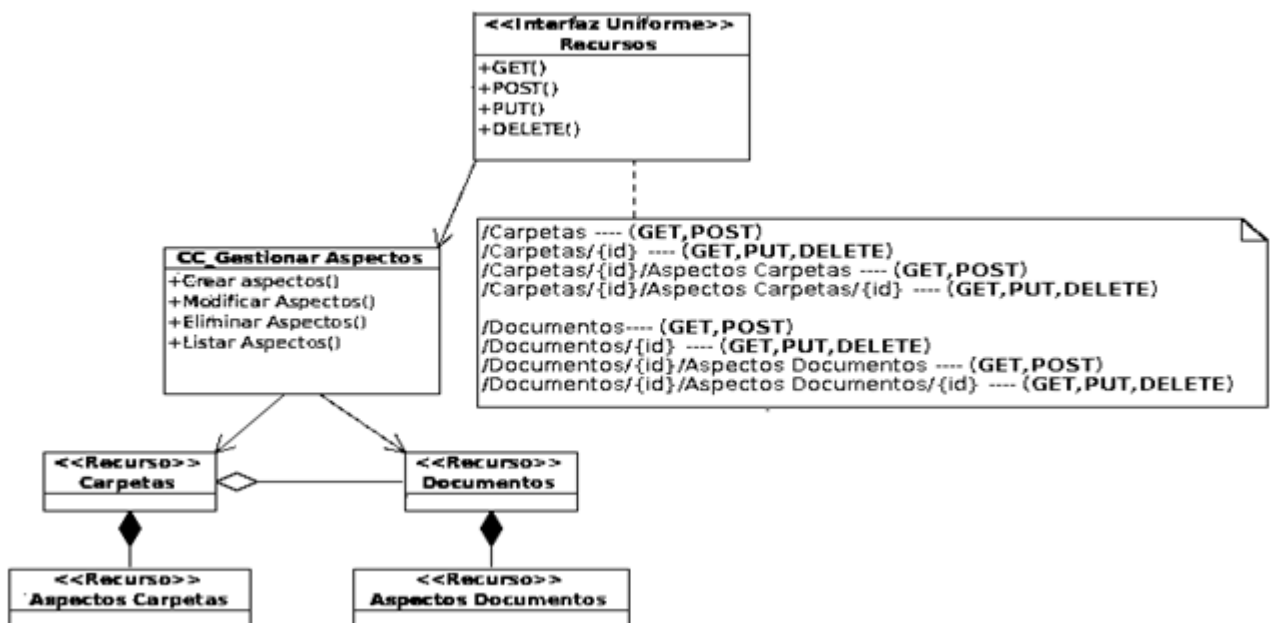 <<Interfaz Uniforme>>
Recursos
+GET()
+POST()
+PUT()
+DELETE()
CC_Gestionar Aspectos
+Crear aspectos()
+Modificar Aspectos()
+Eliminar Aspectos()
+Listar Aspectos()
/Carpetas ---- (GET,POST)
/Carpetas/{id} ---- (GET,PUT,DELETE)
/Carpetas/{id}/Aspectos Carpetas ---- (GET,POST)
/Carpetas/{id}/Aspectos Carpetas/{id} ---- (GET,PUT,DELETE)
/Documentos---- (GET,POST)
/Documentos/{id} ---- (GET,PUT,DELETE)
/Documentos/{id}/Aspectos Documentos ---- (GET,POST)
/Documentos/{id}/Aspectos Documentos/{id} ---- (GET,PUT,DELETE)
<<Recurso>>
Carpetas
<<Recurso>>
Documentos
<<Recurso>>
Aspectos Carpetas
<<Recurso>>
Aspectos Documentos